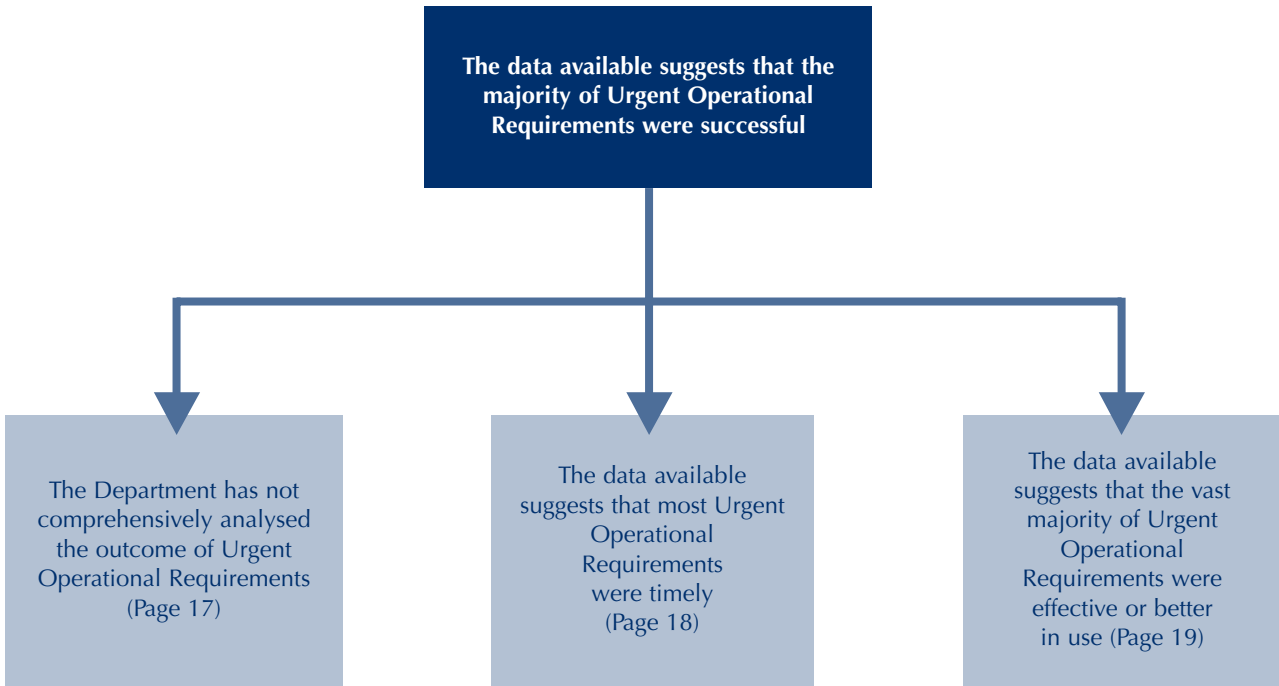 The data available suggests that the
majority of Urgent Operational
Requirements were successful
The Department has not
comprehensively analysed
the outcome of Urgent
Operational Requirements
(Page 17)
The data available
suggests that most Urgent
Operational
Requirements
were timely
(Page 18)
The data available
suggests that the vast
majority of Urgent
Operational
Requirements were
effective or better
in use (Page 19)